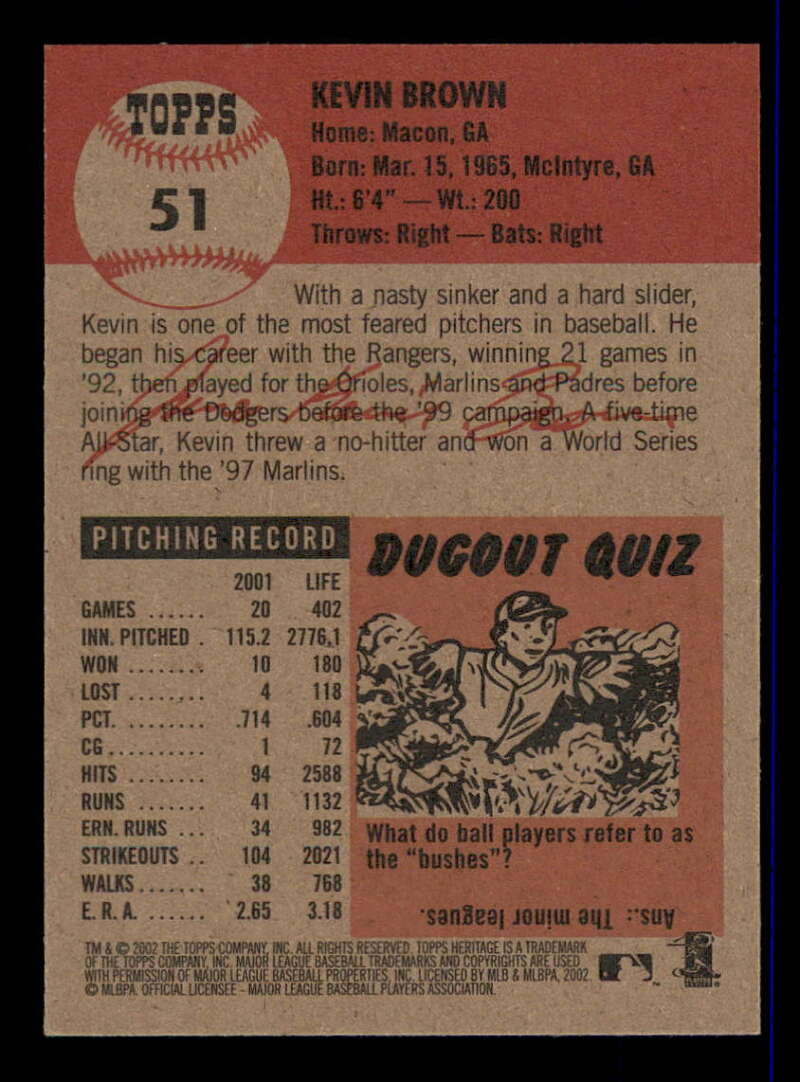 TOPPS
51
KEVIN BROWN
Home: Macon, GA
Born: Mar. 15, 1965, McIntyre, GA
Ht.: 6'4" — Wt.: 200
Throws: Right — Bats: Right
With a nasty sinker and a hard slider,
Kevin is one of the most feared pitchers in baseball. He
began his career with the Rangers, winning 21 games in
'92, then played for the Orioles, Marlins and Padres before
joining the Dodgers before the '99 campaign. A five-time
All-Star, Kevin threw a no-hitter and won a World Series
ring with the '97 Marlins.
PITCHING RECORD
2001 LIFE
GAMES ...... 20 402
INN. PITCHED . 115.2 2776.1
WON ........ 10 180
LOST ........ 4 118
PCT. ........ .714 .604
CG .......... 1 72
HITS ........ 94 2588
RUNS ....... 41 1132
ERN. RUNS ... 34 982
STRIKEOUTS .. 104 2021
WALKS ....... 38 768
E. R. A. ...... 2.65 3.18
DUGOUT QUIZ
What do ball players refer to as
the "bushes"?
Ans.: The minor leagues.
TM & © 2002 THE TOPPS COMPANY, INC. ALL RIGHTS RESERVED. TOPPS HERITAGE IS A TRADEMARK
OF THE TOPPS COMPANY, INC. MAJOR LEAGUE BASEBALL TRADEMARKS AND COPYRIGHTS ARE USED
WITH PERMISSION OF MAJOR LEAGUE BASEBALL PROPERTIES, INC. LICENSED BY MLB & MLBPA, 2002.
© MLBPA. OFFICIAL LICENSEE - MAJOR LEAGUE BASEBALL PLAYERS ASSOCIATION.